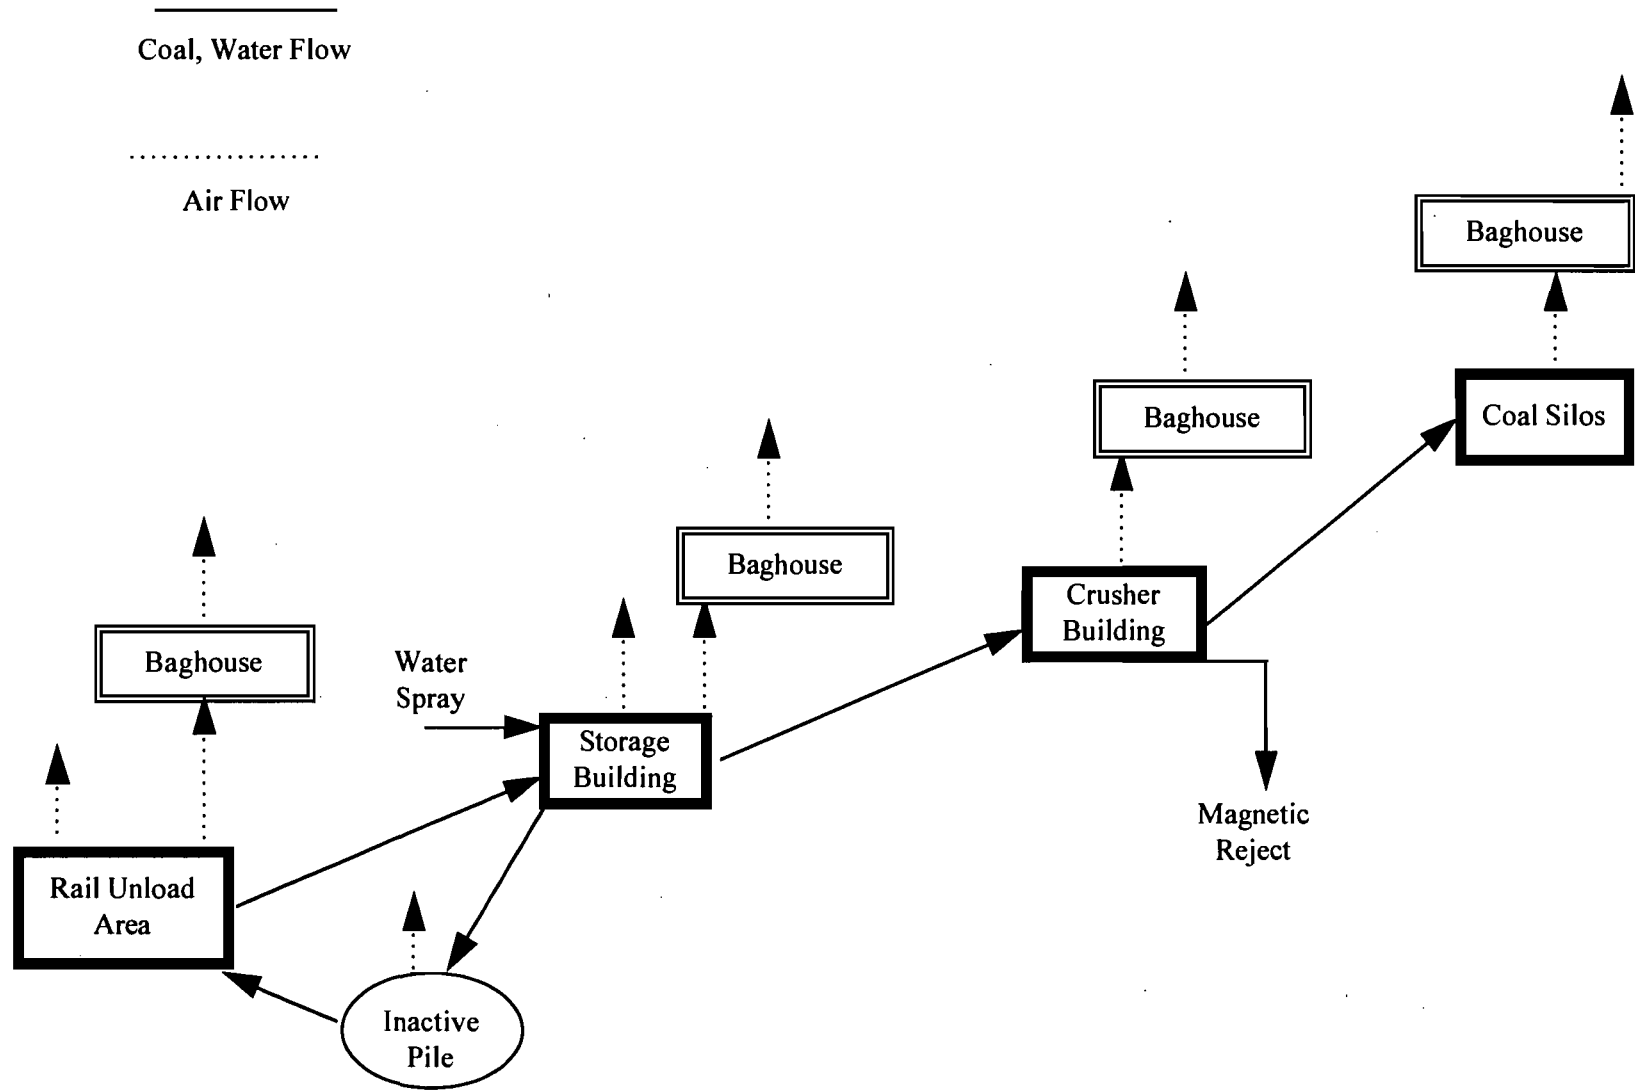 Coal, Water Flow
Air Flow
Baghouse
Coal Silos
Baghouse
Baghouse
Crusher
Building
Baghouse
Water
Spray
Storage
Building
Magnetic
Reject
Rail Unload
Area
Inactive
Pile